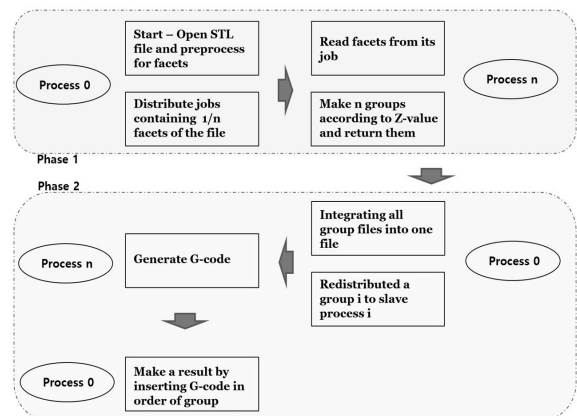 Process 0
Start – Open STL
file and preprocess
for facets
Distribute jobs
containing 1/n
facets of the file
Read facets from its
job
Make n groups
according to Z-value
and return them
Process n
Phase 1
Phase 2
Integrating all
group files into one
file
Redistributed a
group i to slave
process i
Process 0
Generate G-code
Process n
Process 0
Make a result by
inserting G-code in
order of group